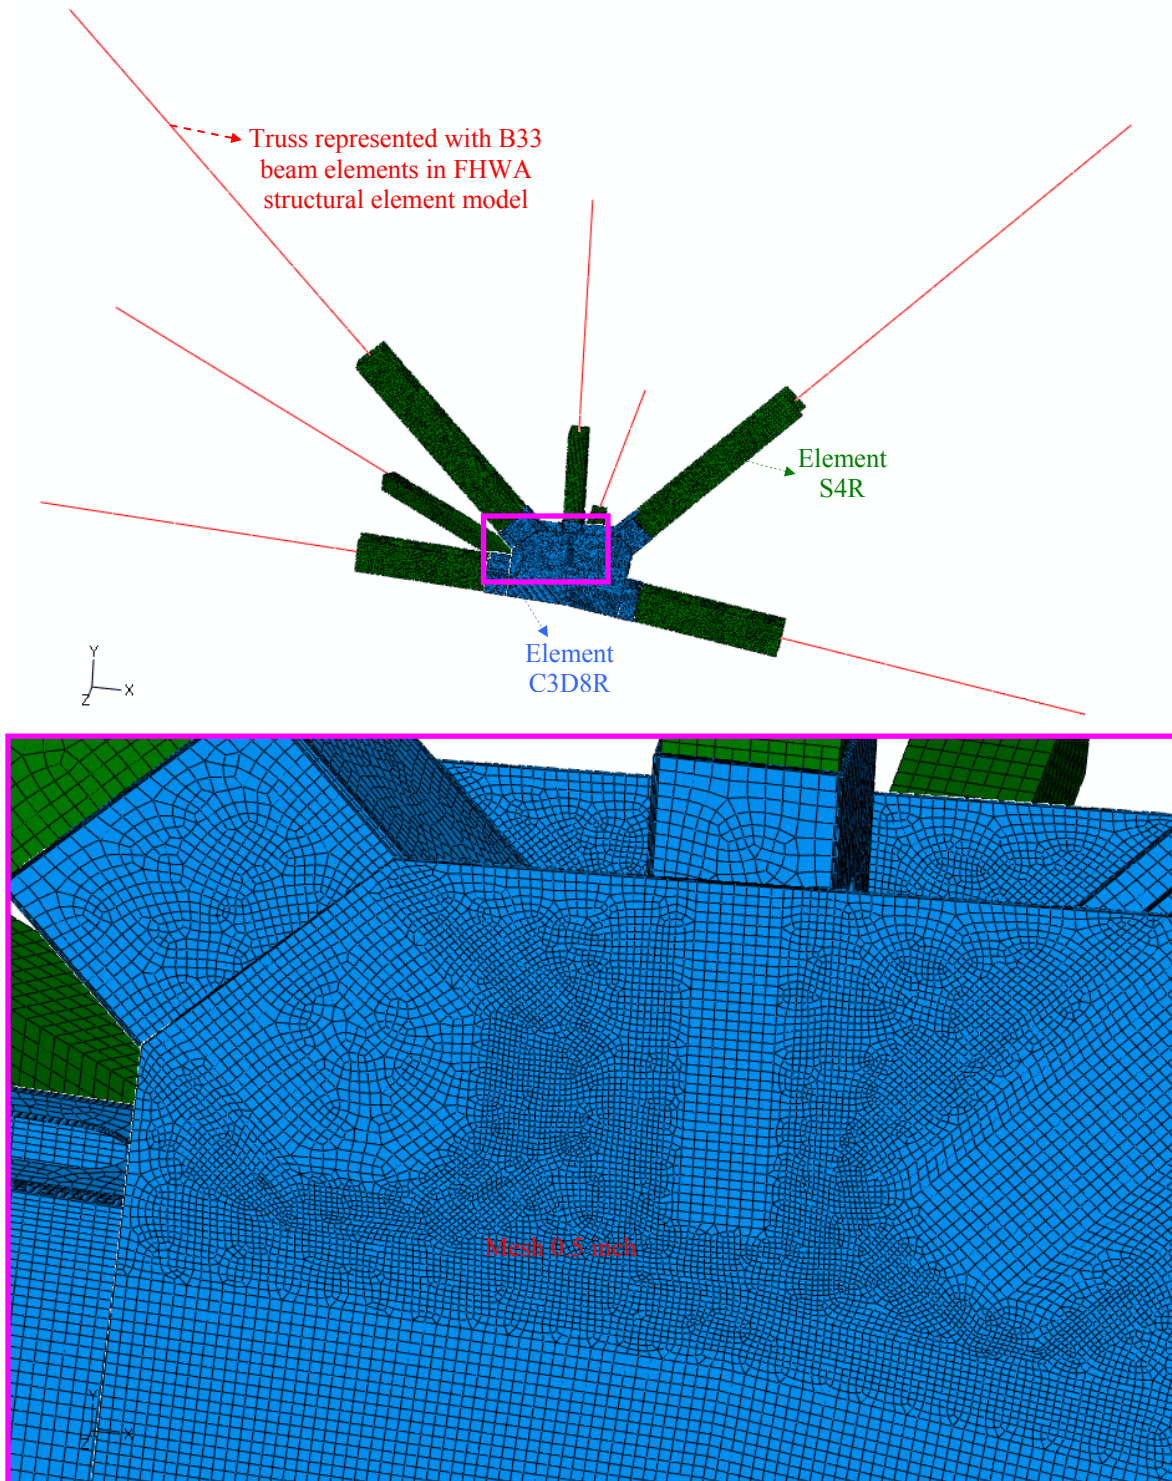 Truss represented with B33
beam elements in FHWA
structural element model
Element
S4R
Element
C3D8R
Y
X
Z
Mesh 0.5 inch
Y
X
Z